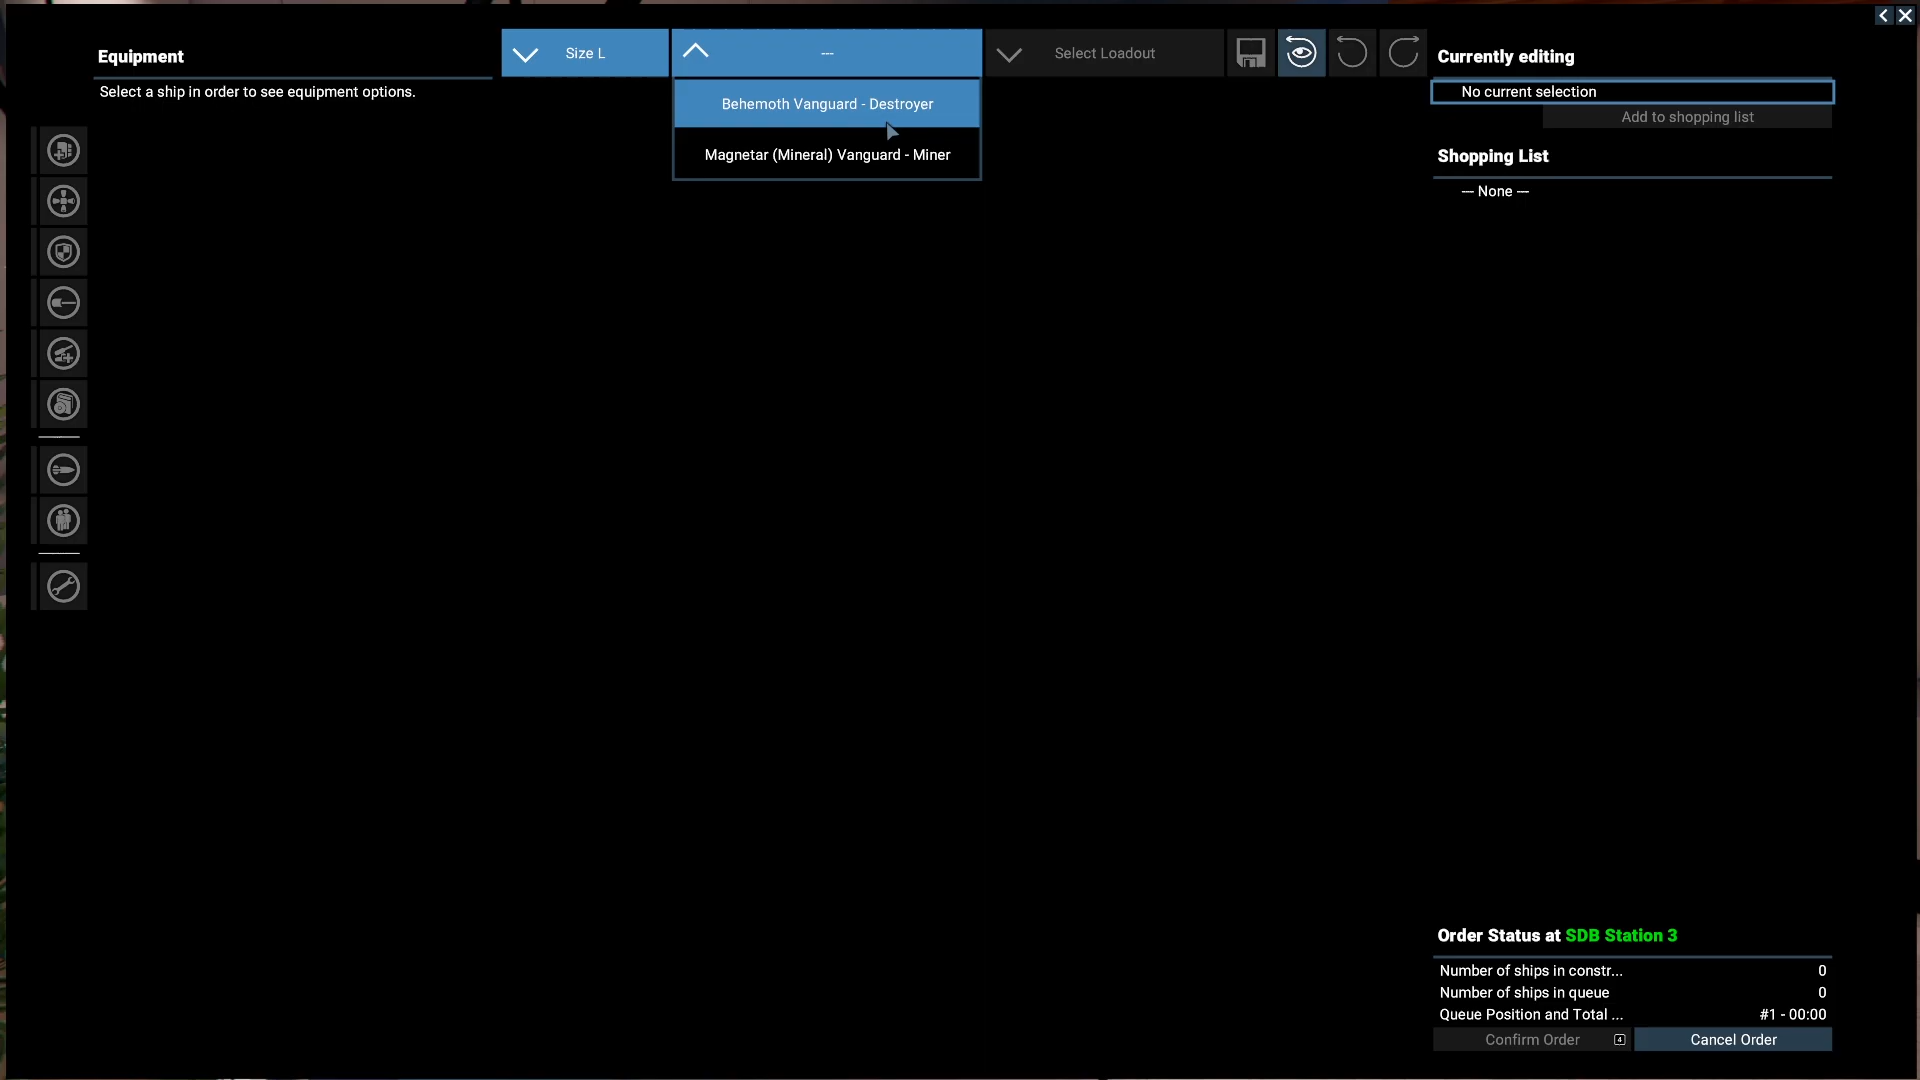 Equipment
Select a ship in order to see equipment options.
Size L
---
Select Loadout
Behemoth Vanguard - Destroyer
Magnetar (Mineral) Vanguard - Miner
Currently editing
No current selection
Add to shopping list
Shopping List
--- None ---
Order Status at SDB Station 3
Number of ships in constr... 0
Number of ships in queue 0
Queue Position and Total ... #1 - 00:00
Confirm Order 4
Cancel Order